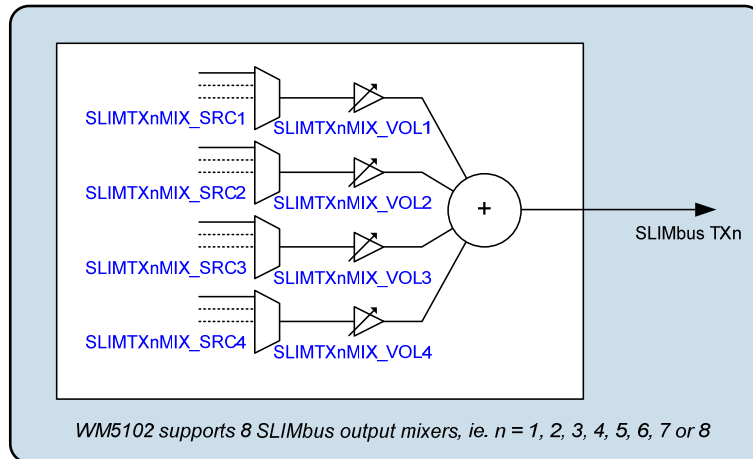 SLIMTXnMIX_SRC1
SLIMTXnMIX_VOL1
SLIMTXnMIX_SRC2
SLIMTXnMIX_VOL2
+
SLIMbus TXn
SLIMTXnMIX_SRC3
SLIMTXnMIX_VOL3
SLIMTXnMIX_SRC4
SLIMTXnMIX_VOL4
WM5102 supports 8 SLIMbus output mixers, ie. n = 1, 2, 3, 4, 5, 6, 7 or 8